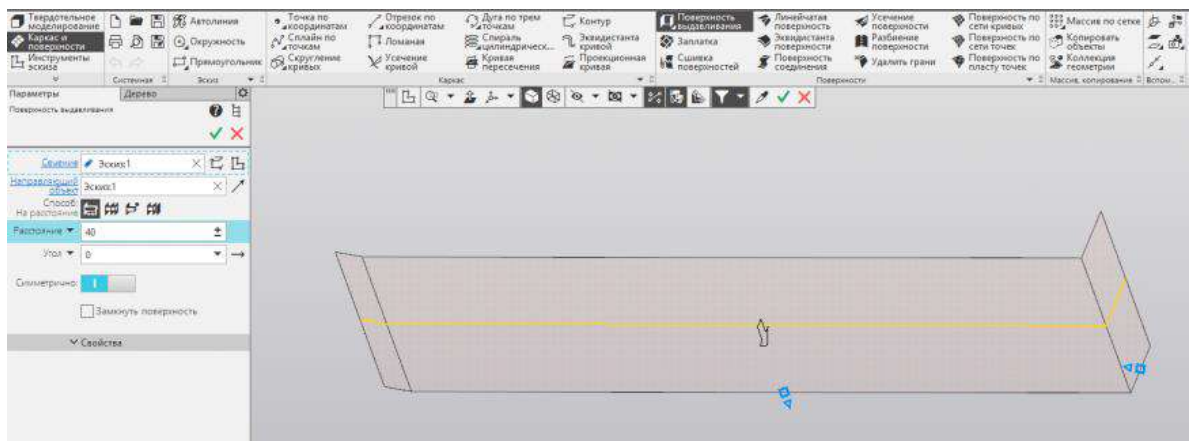 Твердотельное моделирование
Каркас и поверхности
Инструменты эскиза
Системная
Автолиния
Окружность
Прямоугольник
Эскиз
Точка по координатам
Сплайн по точкам
Скругление кривых
Отрезок по координатам
Ломаная
Усечение кривой
Дуга по трем точкам
Спираль цилиндрическ...
Кривая пересечения
Контур
Эквидистанта кривой
Проекционная кривая
Каркас
Поверхность выдавливания
Заплатка
Сшивка поверхностей
Линейчатая поверхность
Эквидистанта поверхности
Поверхность соединения
Усечение поверхности
Разбиение поверхности
Удалить грани
Поверхность по сети кривых
Поверхность по сети точек
Поверхность по пласту точек
Поверхности
Массив по сетке
Копировать объекты
Коллекция геометрии
Массив, копирование
Вспом...
Параметры
Дерево
Поверхность выдавливания
Сечение
Эскиз:1
Направляющий объект
Эскиз:1
Способ:
На расстояние
Расстояние
40
Угол
0
Симметрично:
Замкнуть поверхность
Свойства